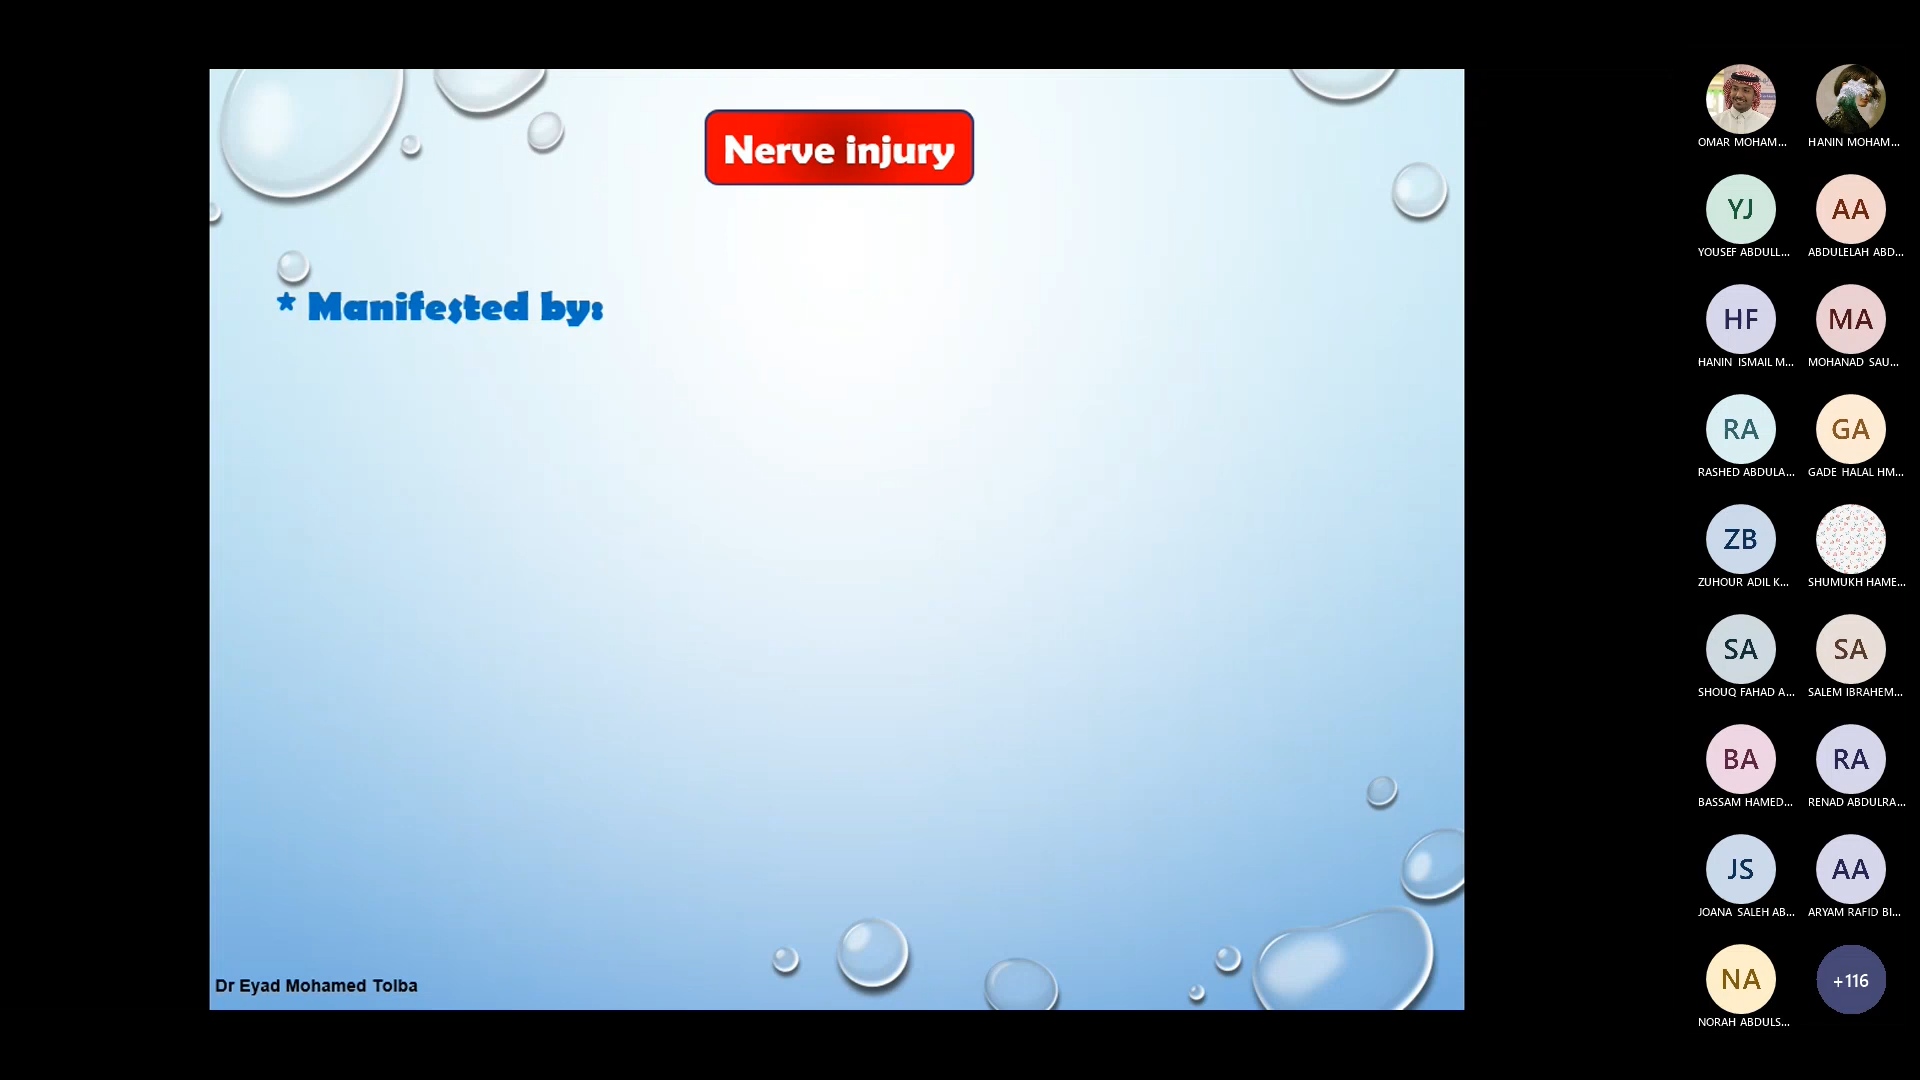 Nerve injury
* Manifested by:
Dr Eyad Mohamed Tolba
OMAR MOHAM...
HANIN MOHAM...
YJ
AA
YOUSEF ABDULL...
ABDULELAH ABD...
HF
MA
HANIN ISMAIL M...
MOHANAD SAU...
RA
GA
RASHED ABDULA...
GADE HALAL HM...
ZB
ZUHOUR ADIL K...
SHUMUKH HAME...
SA
SA
SHOUQ FAHAD A...
SALEM IBRAHEM...
BA
RA
BASSAM HAMED...
RENAD ABDULRA...
JS
AA
JOANA SALEH AB...
ARYAM RAFID BI...
NA
+116
NORAH ABDULS...